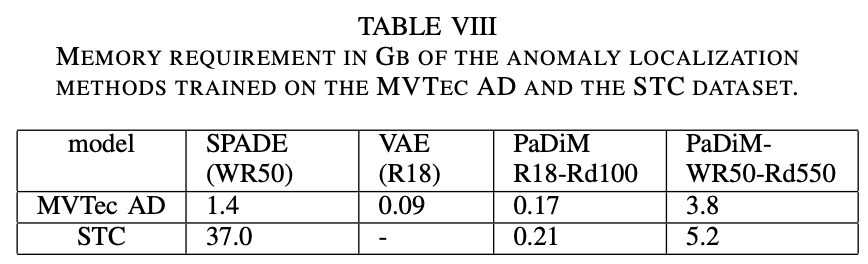 TABLE VIII
MEMORY REQUIREMENT IN GB OF THE ANOMALY LOCALIZATION
METHODS TRAINED ON THE MVTEC AD AND THE STC DATASET.
model SPADE (WR50) VAE (R18) PaDiM R18-Rd100 PaDiM-WR50-Rd550
MVTec AD 1.4 0.09 0.17 3.8
STC 37.0 - 0.21 5.2